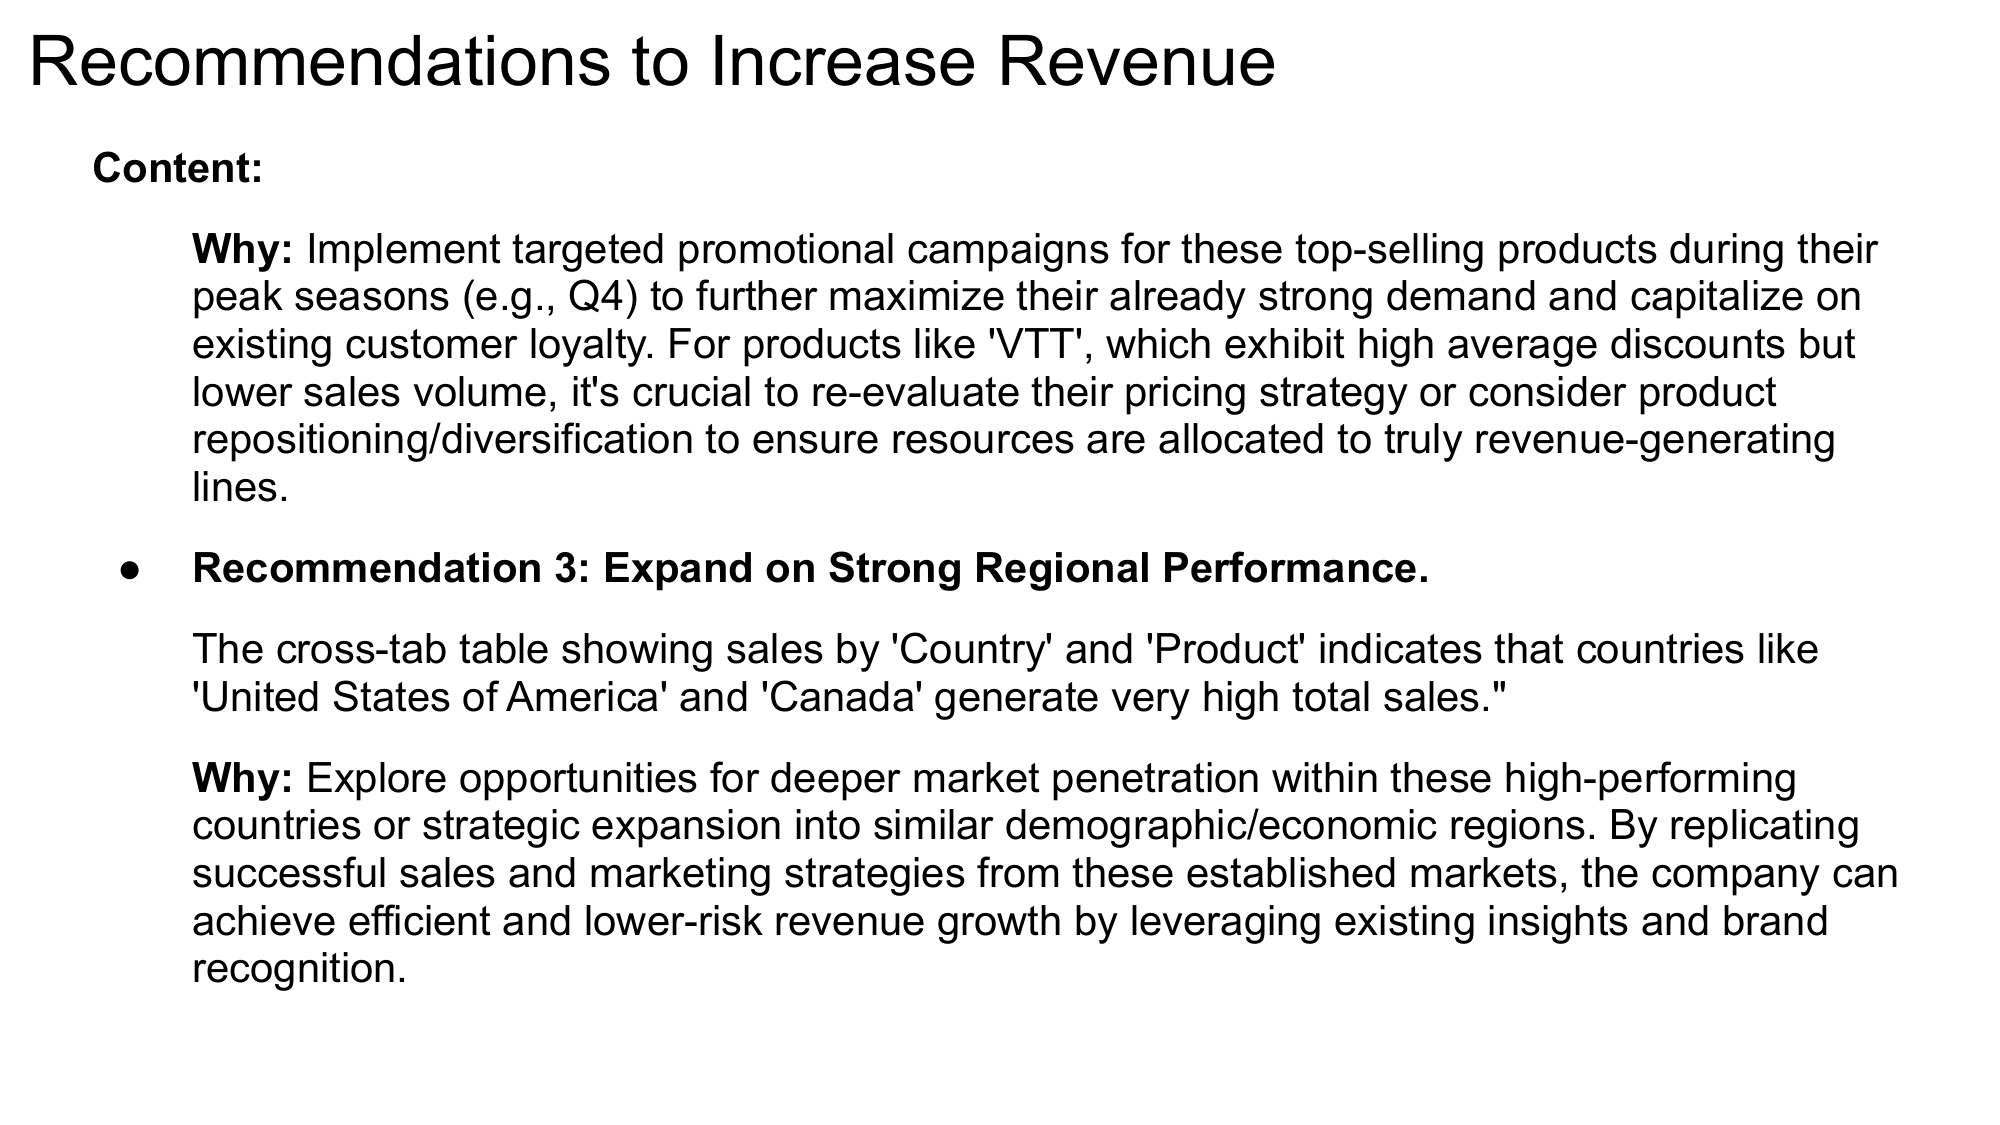 Recommendations to Increase Revenue
Content:
Why: Implement targeted promotional campaigns for these top-selling products during their
peak seasons (e.g., Q4) to further maximize their already strong demand and capitalize on
existing customer loyalty. For products like 'VTT', which exhibit high average discounts but
lower sales volume, it's crucial to re-evaluate their pricing strategy or consider product
repositioning/diversification to ensure resources are allocated to truly revenue-generating
lines.
● Recommendation 3: Expand on Strong Regional Performance.
The cross-tab table showing sales by 'Country' and 'Product' indicates that countries like
'United States of America' and 'Canada' generate very high total sales."
Why: Explore opportunities for deeper market penetration within these high-performing
countries or strategic expansion into similar demographic/economic regions. By replicating
successful sales and marketing strategies from these established markets, the company can
achieve efficient and lower-risk revenue growth by leveraging existing insights and brand
recognition.